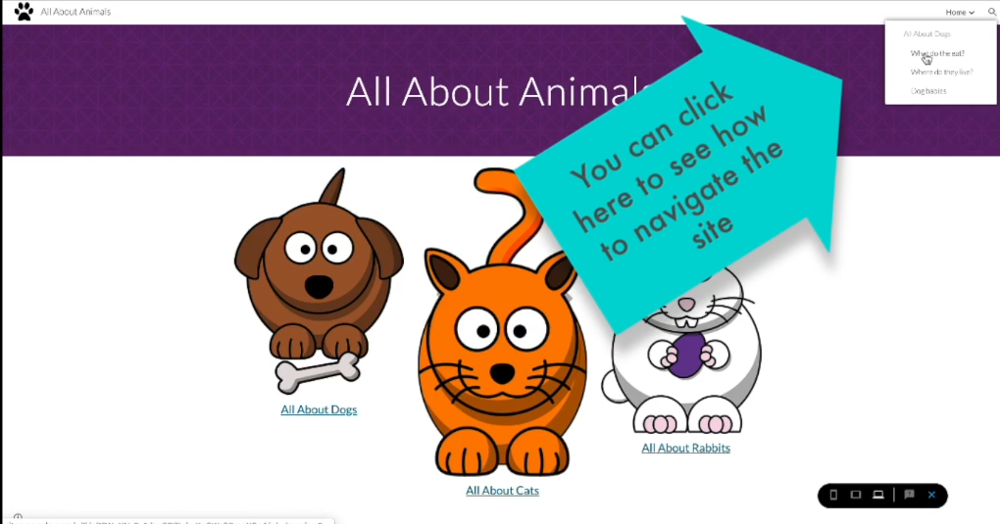 All About Animals
Home
All About Dogs
What do the eat?
Where do they live?
Dog babies
All About Animals
You can click
here to see how
to navigate the
site
All About Dogs
All About Rabbits
All About Cats